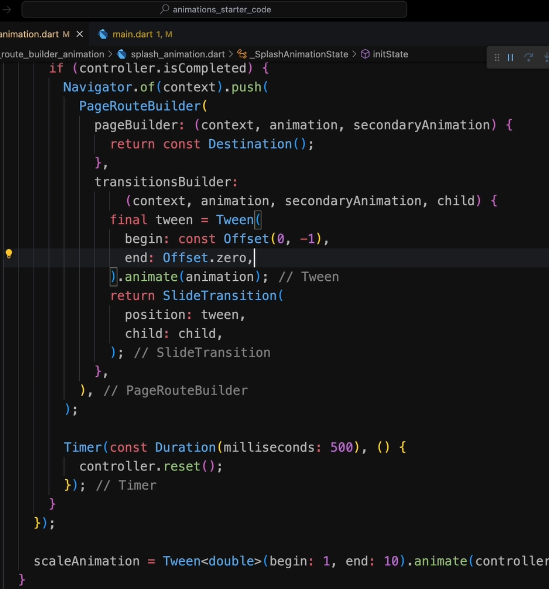 animations_starter_code
animation.dart M main.dart 1, M
_route_builder_animation > splash_animation.dart > _SplashAnimationState > initState
if (controller.isCompleted) {
Navigator.of(context).push(
PageRouteBuilder(
pageBuilder: (context, animation, secondaryAnimation) {
return const Destination();
},
transitionsBuilder:
(context, animation, secondaryAnimation, child) {
final tween = Tween(
begin: const Offset(0, -1),
end: Offset.zero,
).animate(animation); // Tween
return SlideTransition(
position: tween,
child: child,
); // SlideTransition
},
), // PageRouteBuilder
);
Timer(const Duration(milliseconds: 500), () {
controller.reset();
}); // Timer
}
});
scaleAnimation = Tween<double>(begin: 1, end: 10).animate(controller
}